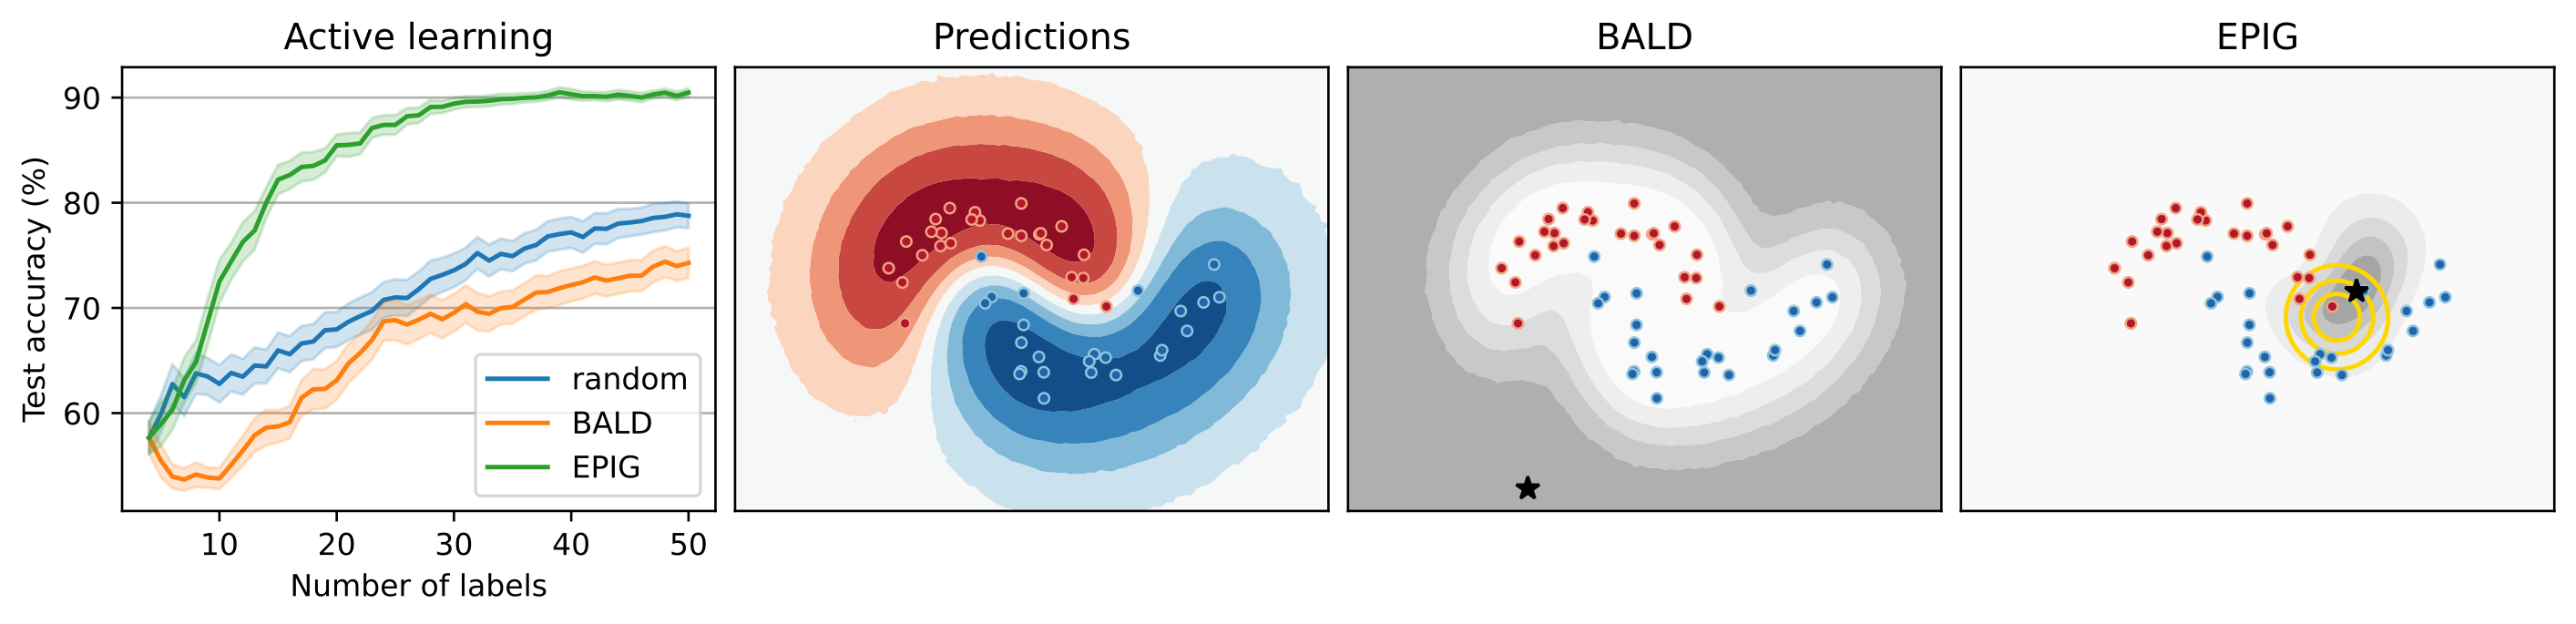 Active learning
Predictions
BALD
EPIG
Test accuracy (%)
90
80
70
60
random
BALD
EPIG
10 20 30 40 50
Number of labels